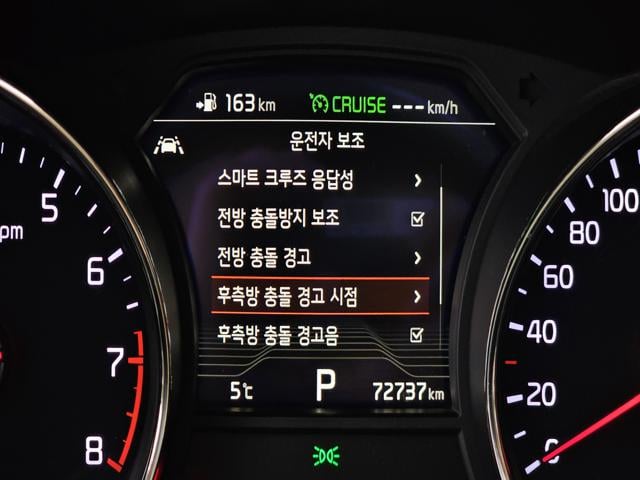 163 km CRUISE --- km/h
운전자 보조
스마트 크루즈 응답성
전방 충돌방지 보조
전방 충돌 경고
후측방 충돌 경고 시점
후측방 충돌 경고음
5℃ P 72737 km
5
pm
6
7
8
100
80
60
40
20
0